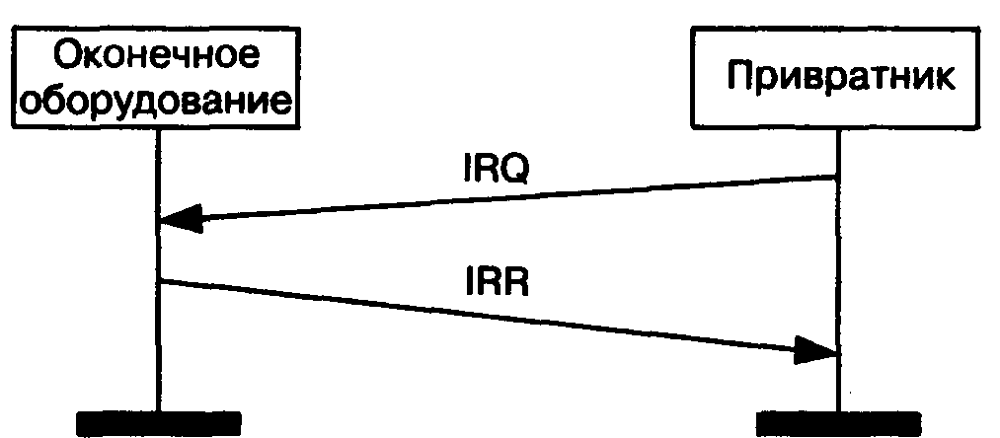 Оконечное
оборудование
Привратник
IRQ
IRR